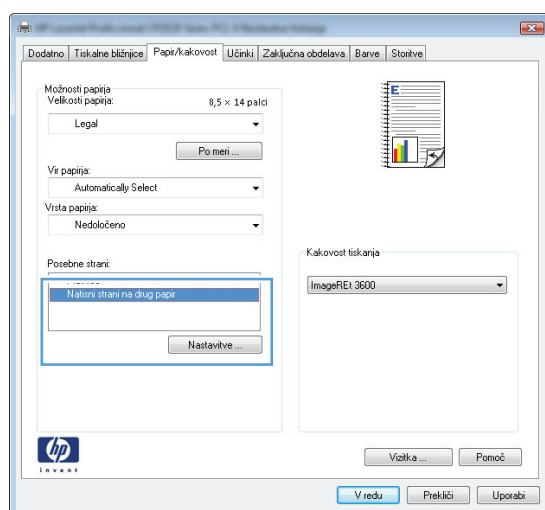 Dodatno Tiskalne bližnjice Papir/kakovost Učinki Zaključna obdelava Barve Storitve
Možnosti papirja
Velikosti papirja: 8,5 × 14 palci
Legal
Po meri ...
Vir papirja:
Automatically Select
Vrsta papirja:
Nedoločeno
Posebne strani:
Natisni strani na drug papir
Nastavitve ...
E
Kakovost tiskanja
ImageREt 3600
hp
invent
Vizitka ... Pomoč
V redu Prekliči Uporabi